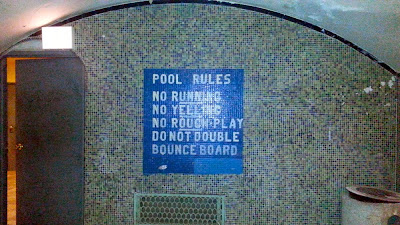 POOL RULES
NO RUNNING
NO YELLING
NO ROUGH-PLAY
DO NOT DOUBLE
BOUNCE BOARD